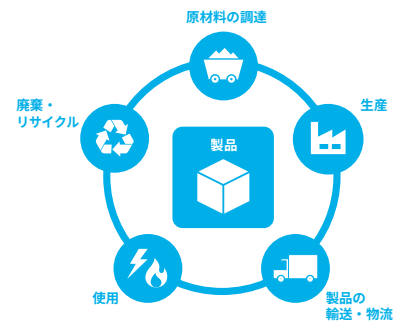 原材料の調達
廃棄・
リサイクル
生産
製品
使用
製品の
輸送・物流